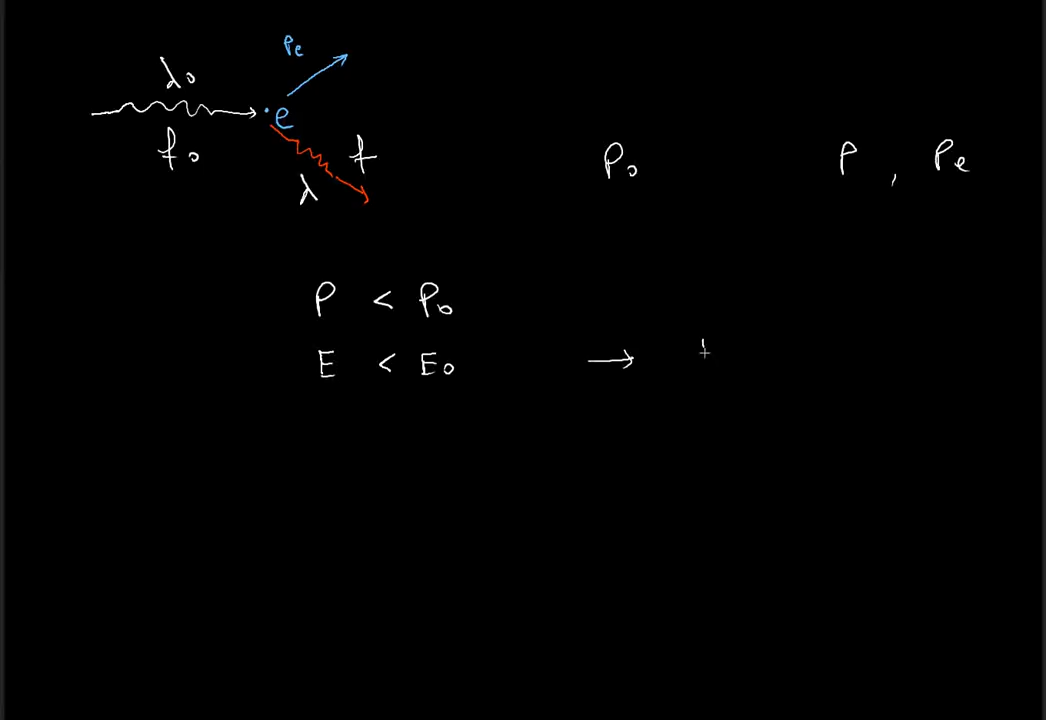 Pe
λ₀
e
f₀
f
λ
P₀
P , Pe
P < P₀
E < E₀ →